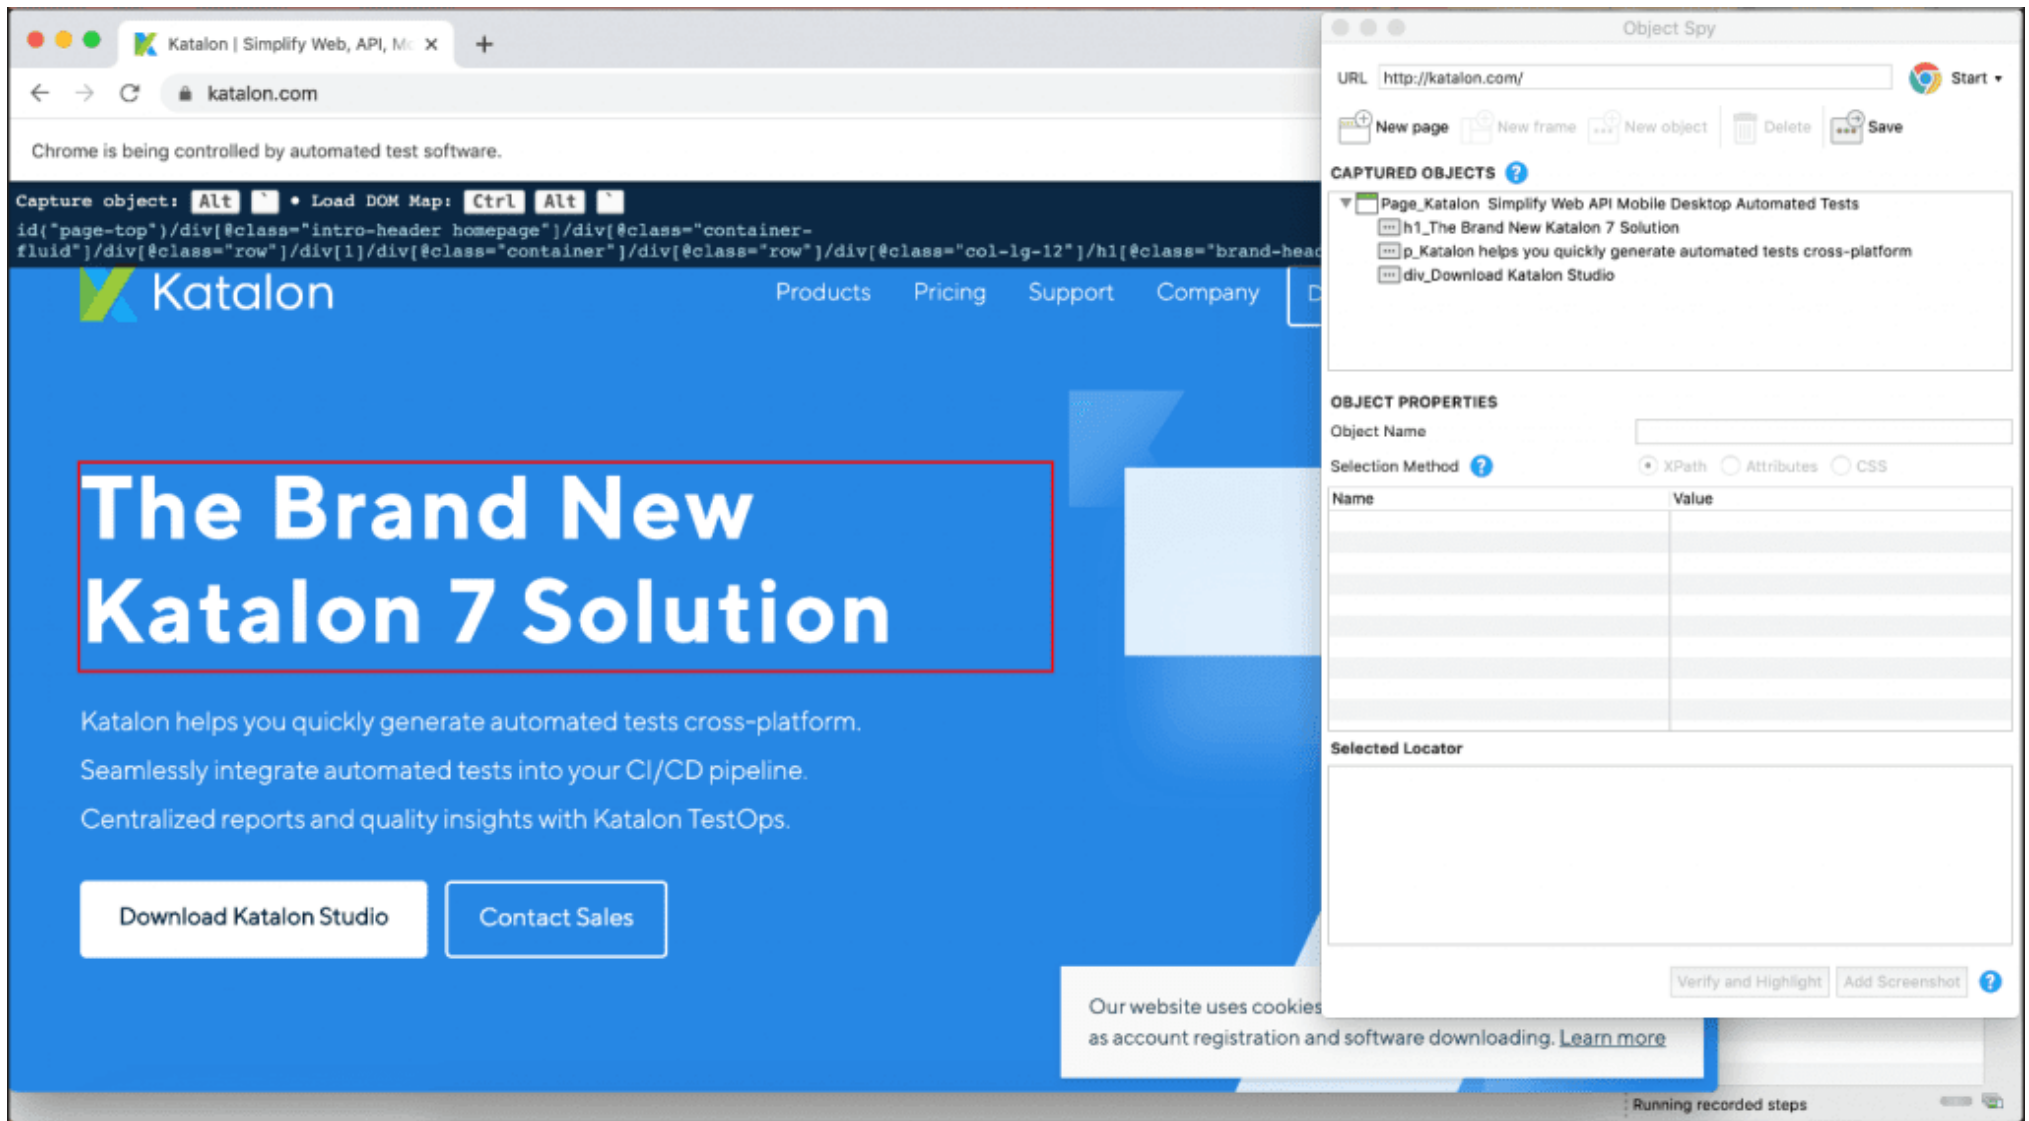 Katalon | Simplify Web, API, Mc
katalon.com
Chrome is being controlled by automated test software.
Capture object: Alt ` • Load DOM Map: Ctrl Alt `
id("page-top")/div[@class="intro-header homepage"]/div[@class="container-
fluid"]/div[@class="row"]/div[1]/div[@class="container"]/div[@class="row"]/div[@class="col-lg-12"]/h1[@class="brand-head
Katalon
Products Pricing Support Company D
The Brand New
Katalon 7 Solution
Katalon helps you quickly generate automated tests cross-platform.
Seamlessly integrate automated tests into your CI/CD pipeline.
Centralized reports and quality insights with Katalon TestOps.
Download Katalon Studio
Contact Sales
Our website uses cookies
as account registration and software downloading. Learn more
Object Spy
URL http://katalon.com/ Start
New page New frame New object Delete Save
CAPTURED OBJECTS ?
Page_Katalon Simplify Web API Mobile Desktop Automated Tests
h1_The Brand New Katalon 7 Solution
p_Katalon helps you quickly generate automated tests cross-platform
div_Download Katalon Studio
OBJECT PROPERTIES
Object Name
Selection Method ? XPath Attributes CSS
Name Value
Selected Locator
Verify and Highlight Add Screenshot ?
Running recorded steps